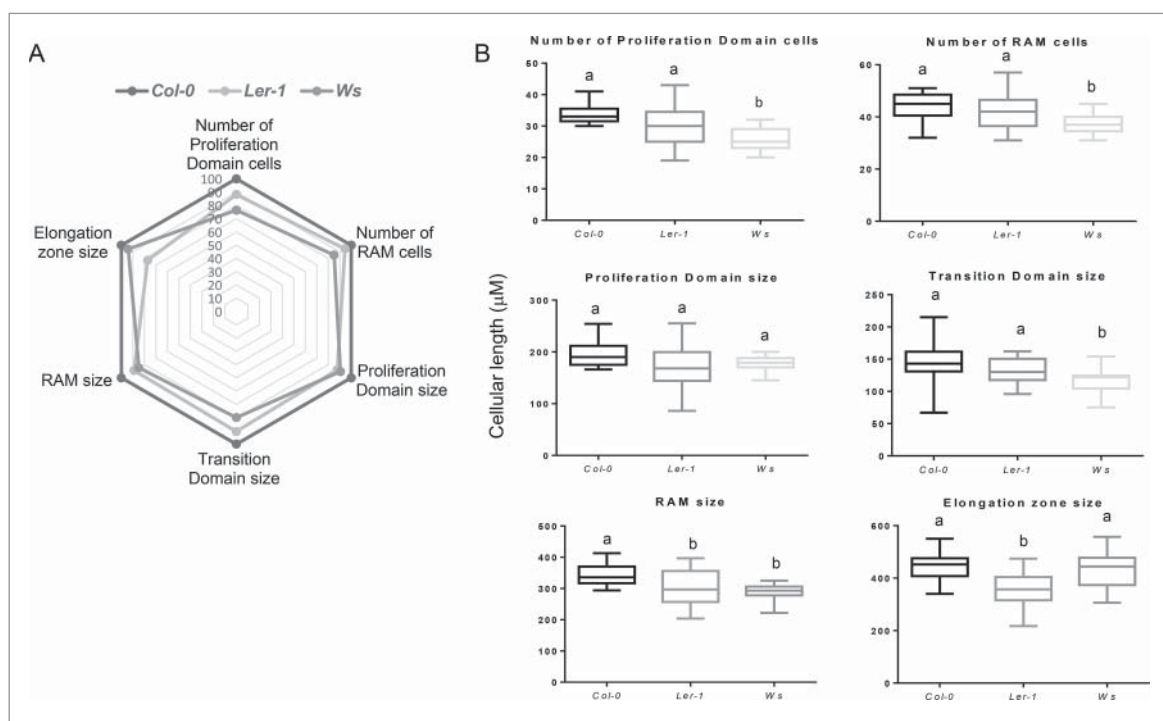 A
Col-0 Ler-1 Ws
Number of
Proliferation
Domain cells
100
90
80
70
60
50
40
30
20
10
0
Elongation
zone size
Number of
RAM cells
RAM size
Proliferation
Domain size
Transition
Domain size
B
Number of Proliferation Domain cells
50
40
30
20
10
0
a a b
Col-0 Ler-1 Ws
Number of RAM cells
60
40
20
0
a a b
Col-0 Ler-1 Ws
Cellular length (μM)
Proliferation Domain size
300
200
100
0
a a a
Col-0 Ler-1 Ws
Transition Domain size
250
200
150
100
50
0
a a b
Col-0 Ler-1 Ws
RAM size
500
400
300
200
100
0
a b b
Col-0 Ler-1 Ws
Elongation zone size
600
400
200
0
a b a
Col-0 Ler-1 Ws